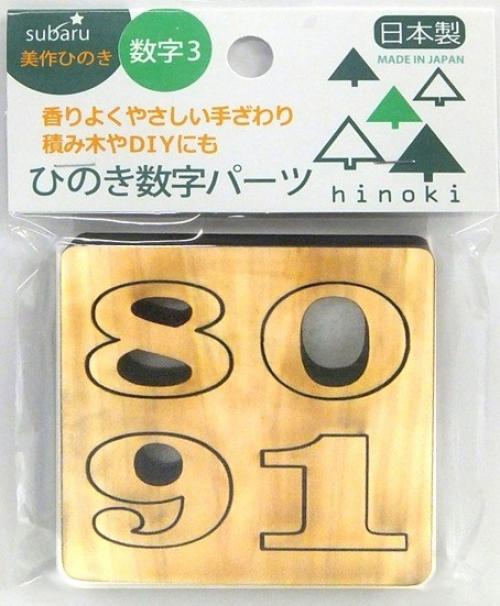 subaru
美作ひのき
数字3
日本製
MADE IN JAPAN
香りよくやさしい手ざわり
積み木やDIYにも
ひのき数字パーツ
hinoki
80
91